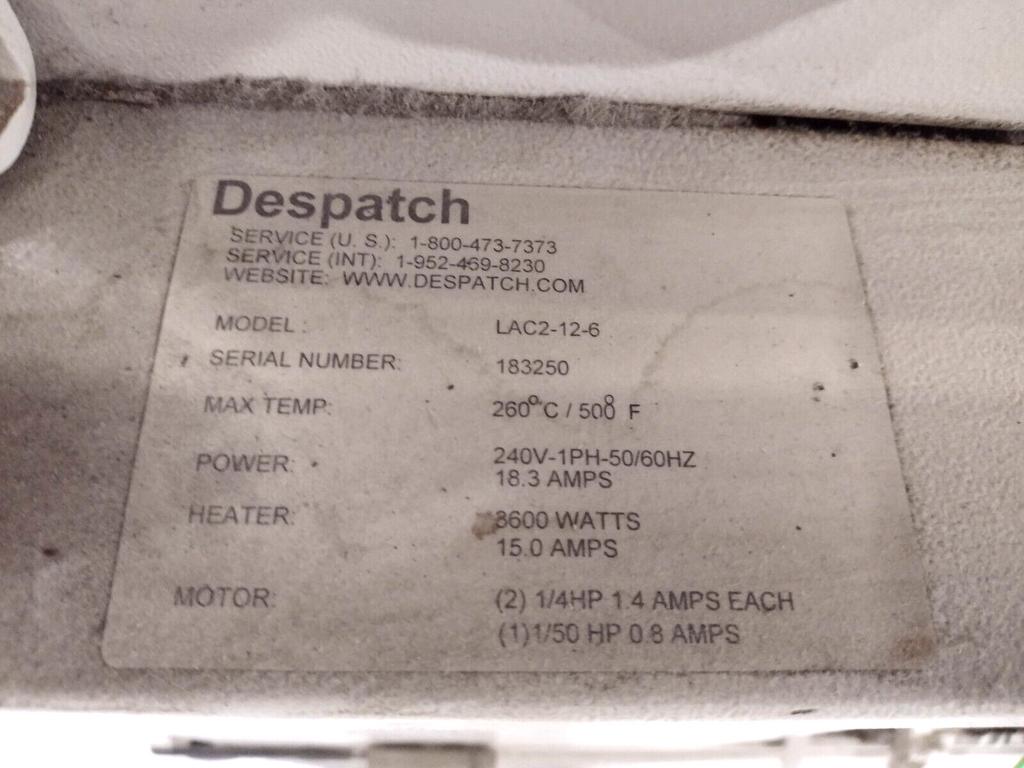 Despatch
SERVICE (U. S.): 1-800-473-7373
SERVICE (INT): 1-952-469-8230
WEBSITE: WWW.DESPATCH.COM
MODEL : LAC2-12-6
SERIAL NUMBER: 183250
MAX TEMP: 260°C / 500° F
POWER: 240V-1PH-50/60HZ
18.3 AMPS
HEATER: 3600 WATTS
15.0 AMPS
MOTOR: (2) 1/4HP 1.4 AMPS EACH
(1)1/50 HP 0.8 AMPS